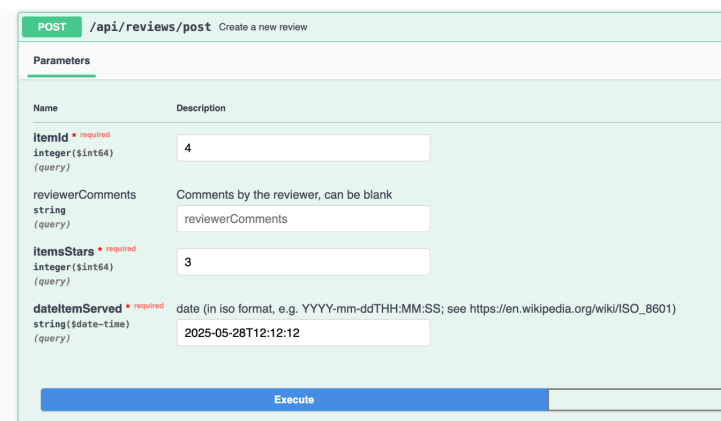 POST /api/reviews/post Create a new review
Parameters
Name Description
itemId * required
integer($int64)
(query)
4
reviewerComments
string
(query)
Comments by the reviewer, can be blank
reviewerComments
itemsStars * required
integer($int64)
(query)
3
dateItemServed * required
string($date-time)
(query)
date (in iso format, e.g. YYYY-mm-ddTHH:MM:SS; see https://en.wikipedia.org/wiki/ISO_8601)
2025-05-28T12:12:12
Execute